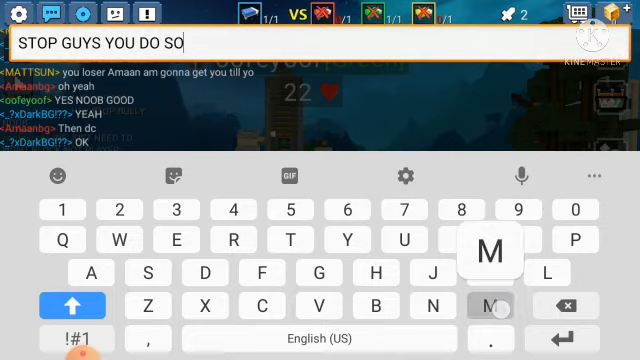 1/1 VS 0/1 1/1 0/1 2
STOP GUYS YOU DO SO
KINEMASTER
<MATTSUN> you loser Amaan am gonna get you till yo
<Amaanbg> oh yeah
<oofeyoof> YES NOOB GOOD
<_?xDarkBG!??> YEAH
<Amaanbg> Then dc
<_?xDarkBG!??> OK
22
GIF
1 2 3 4 5 6 7 8 9 0
Q W E R T Y U P
M
A S D F G H J L
Z X C V B N M
!#1 , English (US) .